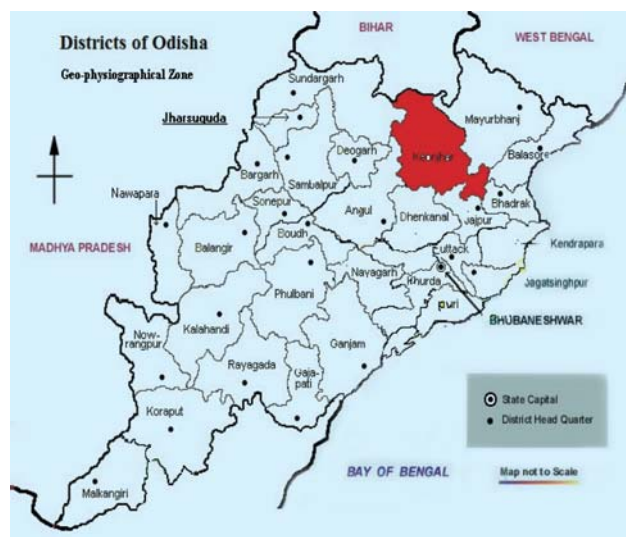 BIHAR
Districts of Odisha
WEST BENGAL
Geo-physiographical Zone
Sundargarh
Jharsuguda
Mayurbhanj
Deogarh
Balasore
Bargarh
Sambalpur
Nawapara
Sonepur
Angul
Dhenkanal
Jajpur
Bhadrak
MADHYA PRADESH
Balangir
Boudh
Cuttack
Kendrapara
Nayagarh
Khurda
Jagatsinghpur
Phulbani
puri
BHUBANESHWAR
Kalahandi
Now-
rangpur
Ganjam
Rayagada
Gaja-
pati
Koraput
State Capital
District Head Quarter
BAY OF BENGAL
Map not to Scale
Malkangiri